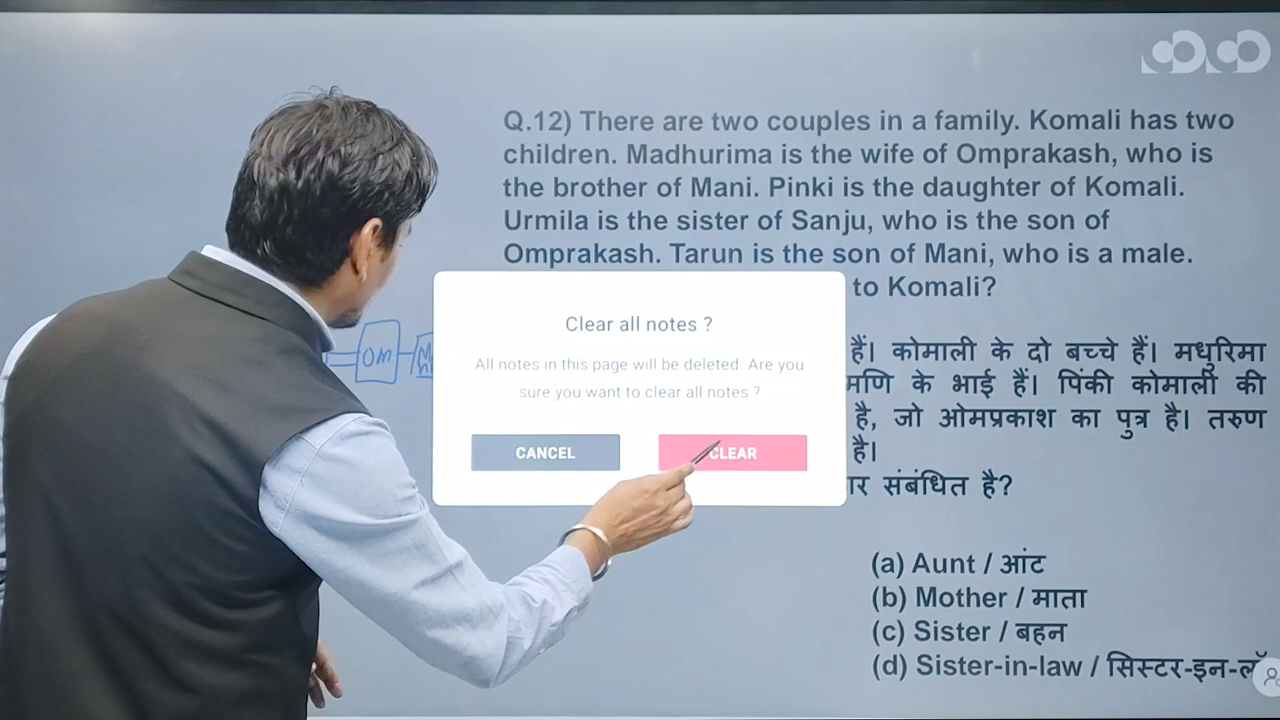 Q.12) There are two couples in a family. Komali has two
children. Madhurima is the wife of Omprakash, who is
the brother of Mani. Pinki is the daughter of Komali.
Urmila is the sister of Sanju, who is the son of
Omprakash. Tarun is the son of Mani, who is a male.
to Komali?
Clear all notes ?
All notes in this page will be deleted. Are you
sure you want to clear all notes ?
CANCEL
CLEAR
Om
हैं। कोमाली के दो बच्चे हैं। मधुरिमा
मणि के भाई हैं। पिंकी कोमाली की
है, जो ओमप्रकाश का पुत्र है। तरुण
है।
संबंधित है?
(a) Aunt / आंट
(b) Mother / माता
(c) Sister / बहन
(d) Sister-in-law / सिस्टर-इन-लॉ